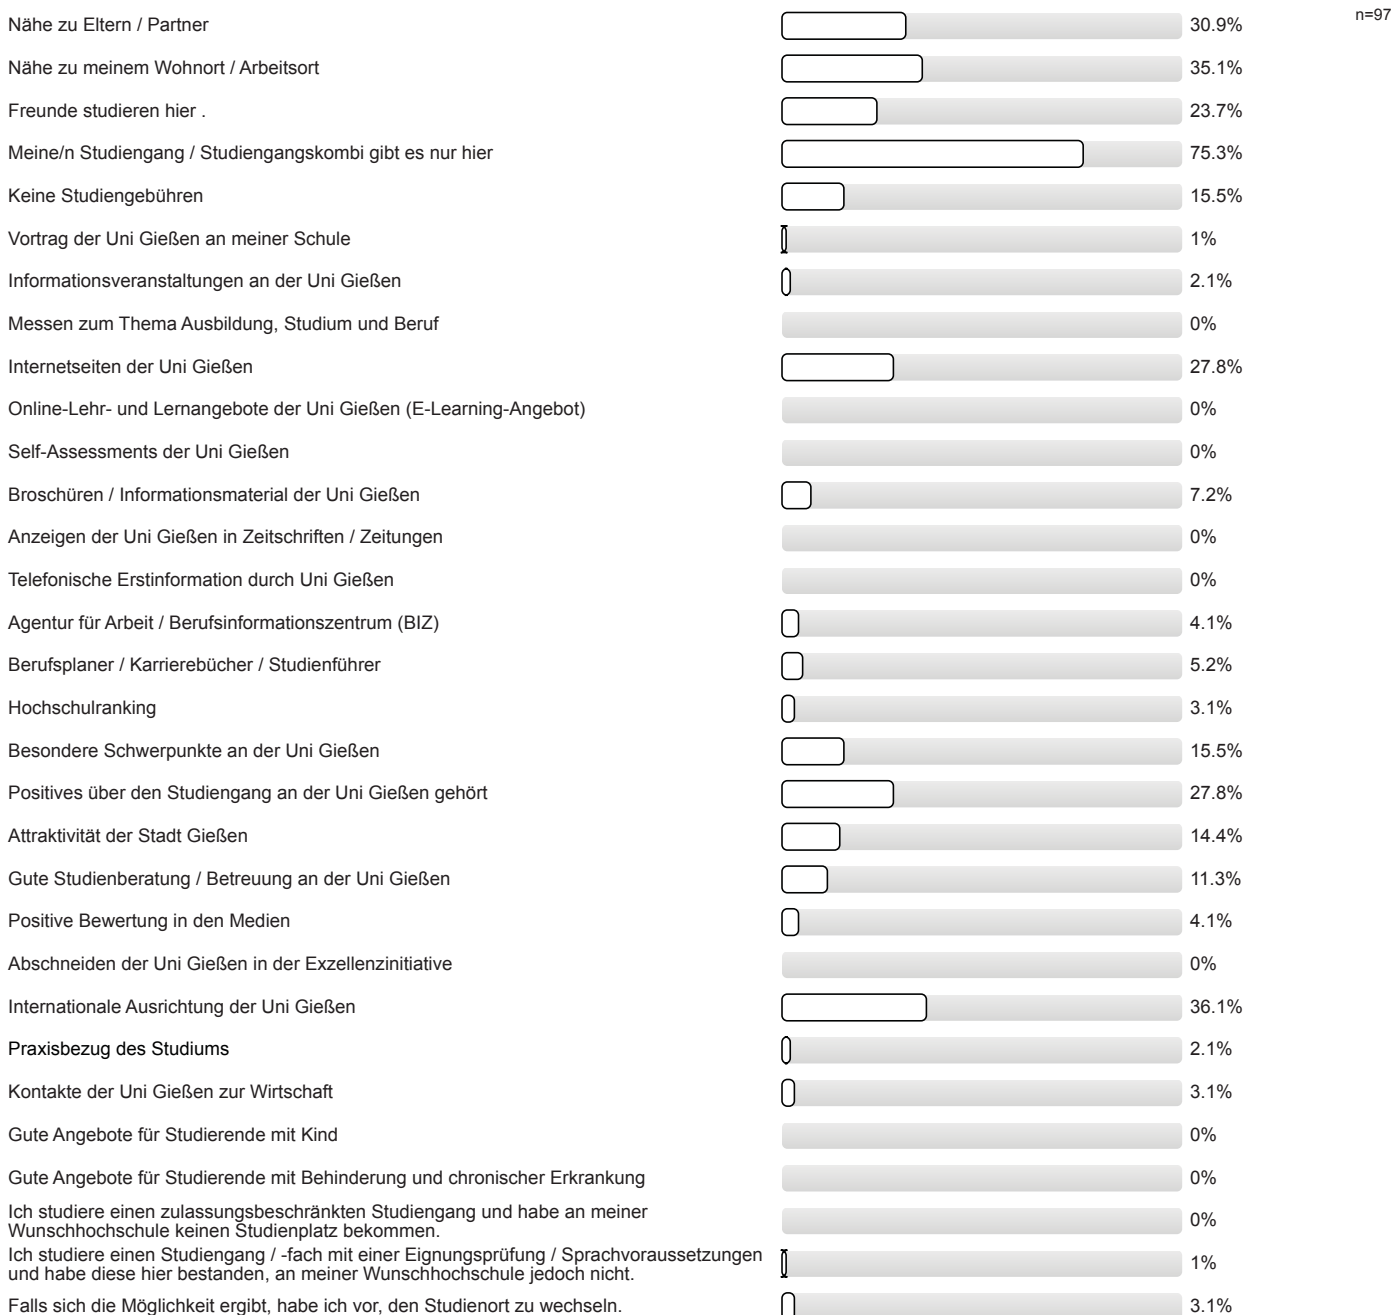 Nähe zu Eltern / Partner 30.9% n=97
Nähe zu meinem Wohnort / Arbeitsort 35.1%
Freunde studieren hier . 23.7%
Meine/n Studiengang / Studiengangskombi gibt es nur hier 75.3%
Keine Studiengebühren 15.5%
Vortrag der Uni Gießen an meiner Schule 1%
Informationsveranstaltungen an der Uni Gießen 2.1%
Messen zum Thema Ausbildung, Studium und Beruf 0%
Internetseiten der Uni Gießen 27.8%
Online-Lehr- und Lernangebote der Uni Gießen (E-Learning-Angebot) 0%
Self-Assessments der Uni Gießen 0%
Broschüren / Informationsmaterial der Uni Gießen 7.2%
Anzeigen der Uni Gießen in Zeitschriften / Zeitungen 0%
Telefonische Erstinformation durch Uni Gießen 0%
Agentur für Arbeit / Berufsinformationszentrum (BIZ) 4.1%
Berufsplaner / Karrierebücher / Studienführer 5.2%
Hochschulranking 3.1%
Besondere Schwerpunkte an der Uni Gießen 15.5%
Positives über den Studiengang an der Uni Gießen gehört 27.8%
Attraktivität der Stadt Gießen 14.4%
Gute Studienberatung / Betreuung an der Uni Gießen 11.3%
Positive Bewertung in den Medien 4.1%
Abschneiden der Uni Gießen in der Exzellenzinitiative 0%
Internationale Ausrichtung der Uni Gießen 36.1%
Praxisbezug des Studiums 2.1%
Kontakte der Uni Gießen zur Wirtschaft 3.1%
Gute Angebote für Studierende mit Kind 0%
Gute Angebote für Studierende mit Behinderung und chronischer Erkrankung 0%
Ich studiere einen zulassungsbeschränkten Studiengang und habe an meiner
Wunschhochschule keinen Studienplatz bekommen. 0%
Ich studiere einen Studiengang / -fach mit einer Eignungsprüfung / Sprachvoraussetzungen
und habe diese hier bestanden, an meiner Wunschhochschule jedoch nicht. 1%
Falls sich die Möglichkeit ergibt, habe ich vor, den Studienort zu wechseln. 3.1%